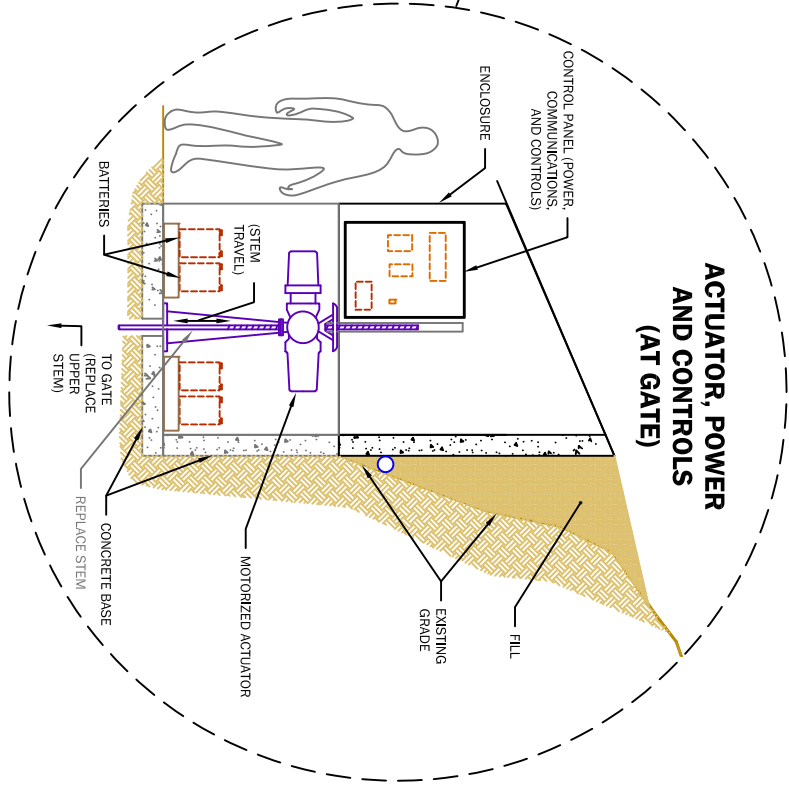 ACTUATOR, POWER
AND CONTROLS
(AT GATE)
CONTROL PANEL (POWER,
COMMUNICATIONS,
AND CONTROLS)
ENCLOSURE
(STEM
TRAVEL)
BATTERIES
TO GATE
(REPLACE
UPPER
STEM)
REPLACE STEM
CONCRETE BASE
MOTORIZED ACTUATOR
EXISTING
GRADE
FILL